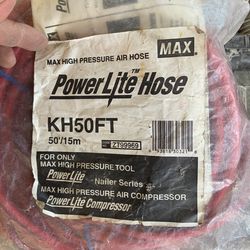 MAX
MAX HIGH PRESSURE AIR HOSE
PowerLite™ Hose
KH50FT
50'/15m
FOR ONLY
MAX HIGH PRESSURE TOOL
PowerLite Nailer Series
MAX HIGH PRESSURE AIR COMPRESSOR
PowerLite Compressor